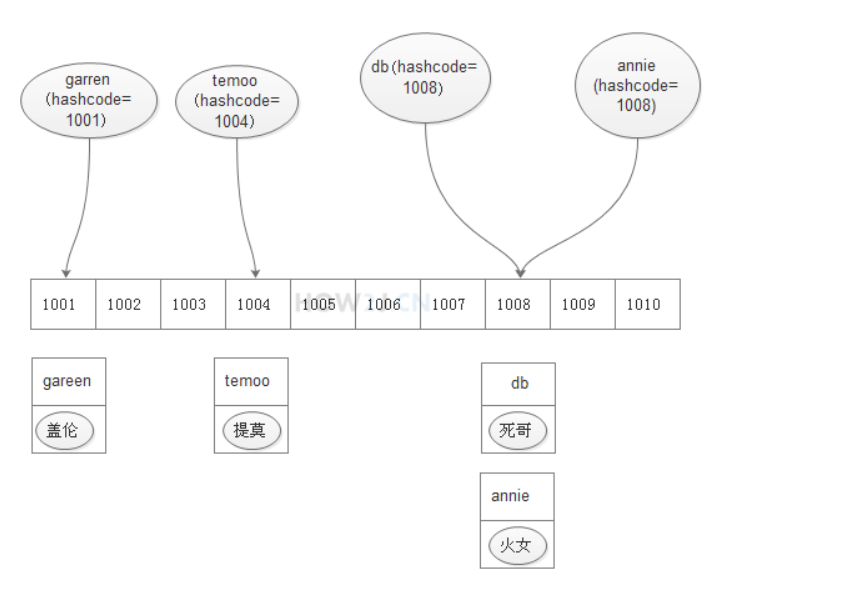 garren
(hashcode=
1001)
temoo
(hashcode=
1004)
db(hashcode=
1008)
annie
(hashcode=
1008)
1001 1002 1003 1004 1005 1006 1007 1008 1009 1010
HOW2J.CN
gareen
盖伦
temoo
提莫
db
死哥
annie
火女